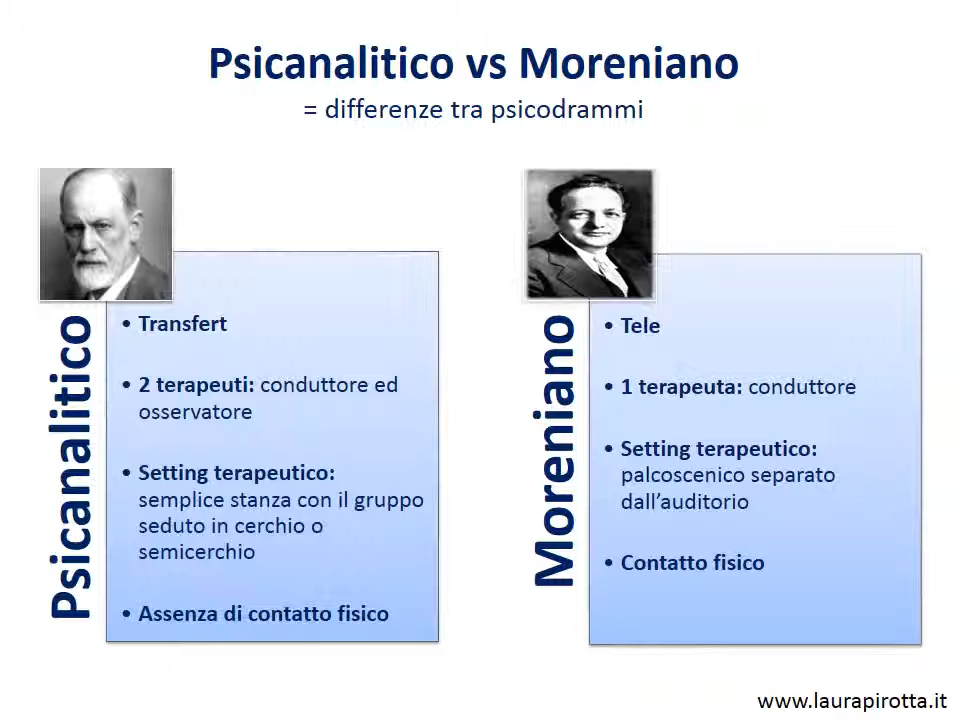 Psicanalitico vs Moreniano
= differenze tra psicodrammi
Psicanalitico
• Transfert
• 2 terapeuti: conduttore ed
osservatore
• Setting terapeutico:
semplice stanza con il gruppo
seduto in cerchio o
semicerchio
• Assenza di contatto fisico
Moreniano
• Tele
• 1 terapeuta: conduttore
• Setting terapeutico:
palcoscenico separato
dall’auditorio
• Contatto fisico
www.laurapirotta.it